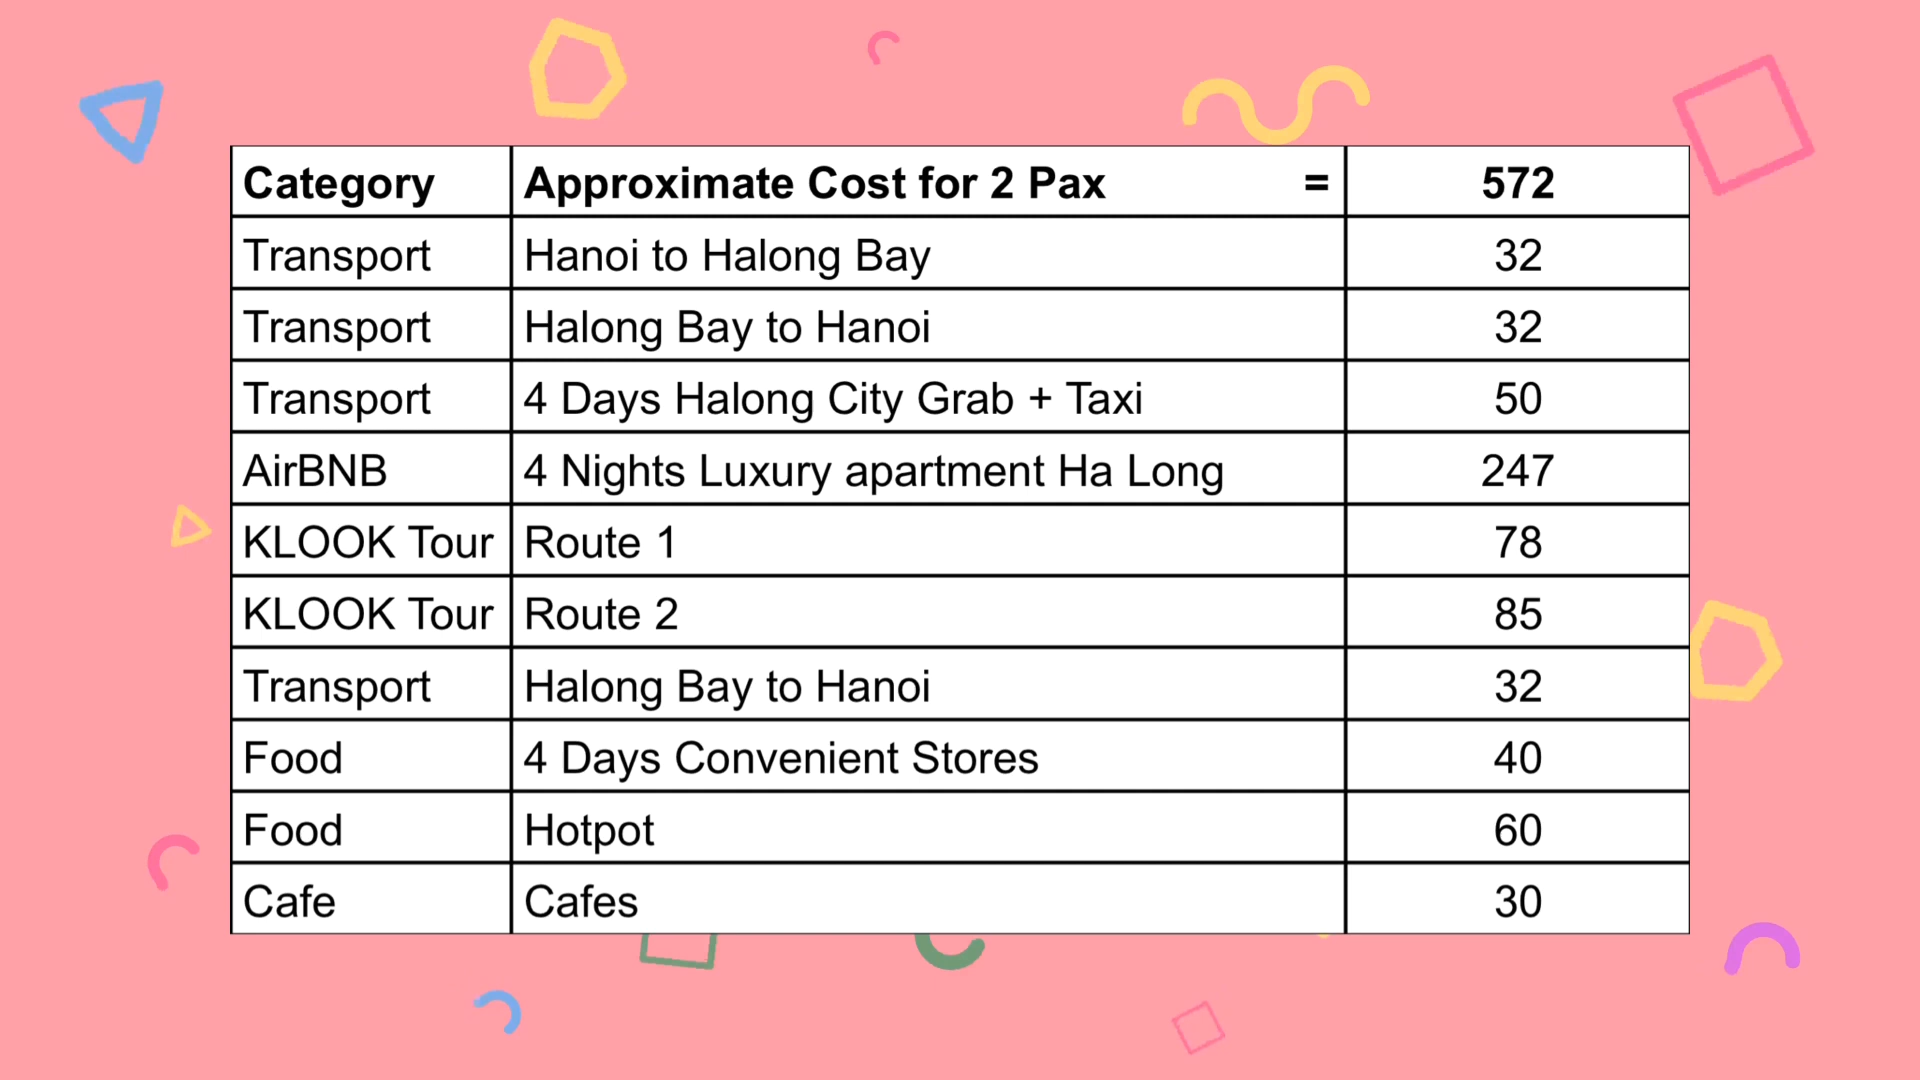 Category Approximate Cost for 2 Pax = 572
Transport Hanoi to Halong Bay 32
Transport Halong Bay to Hanoi 32
Transport 4 Days Halong City Grab + Taxi 50
AirBNB 4 Nights Luxury apartment Ha Long 247
KLOOK Tour Route 1 78
KLOOK Tour Route 2 85
Transport Halong Bay to Hanoi 32
Food 4 Days Convenient Stores 40
Food Hotpot 60
Cafe Cafes 30